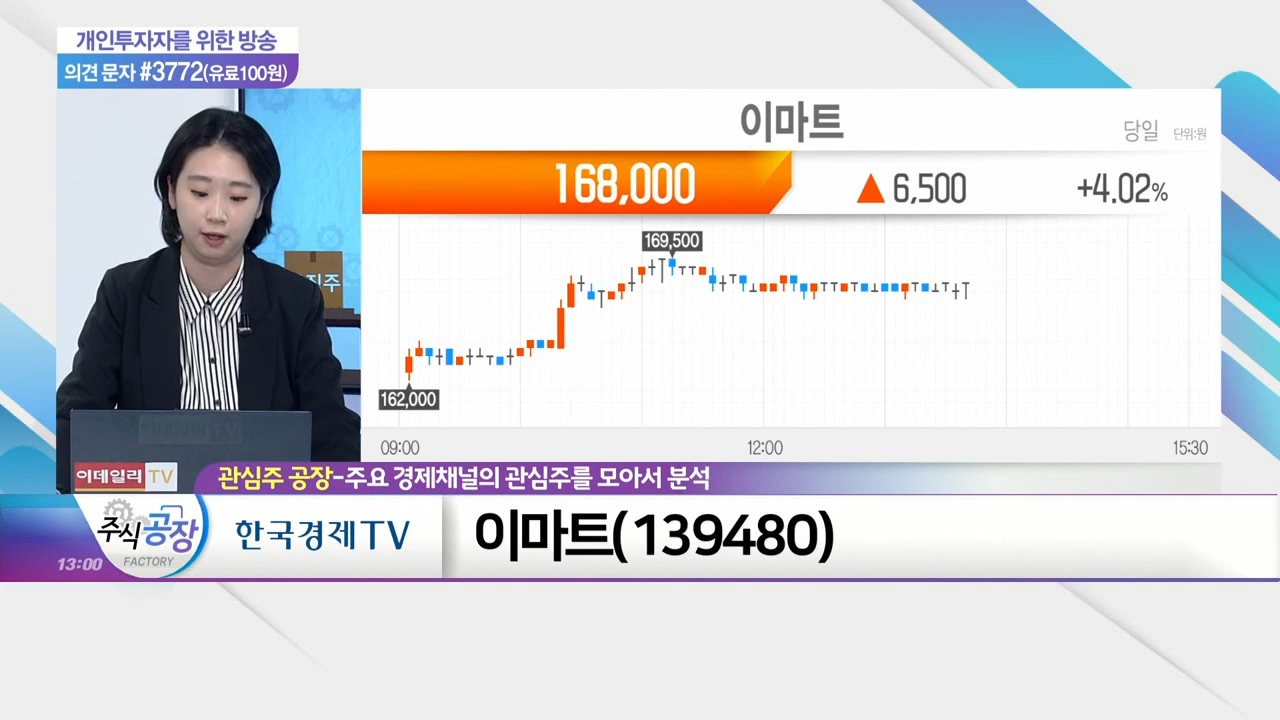 개인투자자를 위한 방송
의견 문자 #3772(유료100원)
이마트
당일 단위:원
168,000
▲ 6,500
+4.02%
169,500
162,000
09:00
12:00
15:30
진주
이데일리 TV
관심주 공장-주요 경제채널의 관심주를 모아서 분석
주식공장
FACTORY
13:00
한국경제TV
이마트(139480)